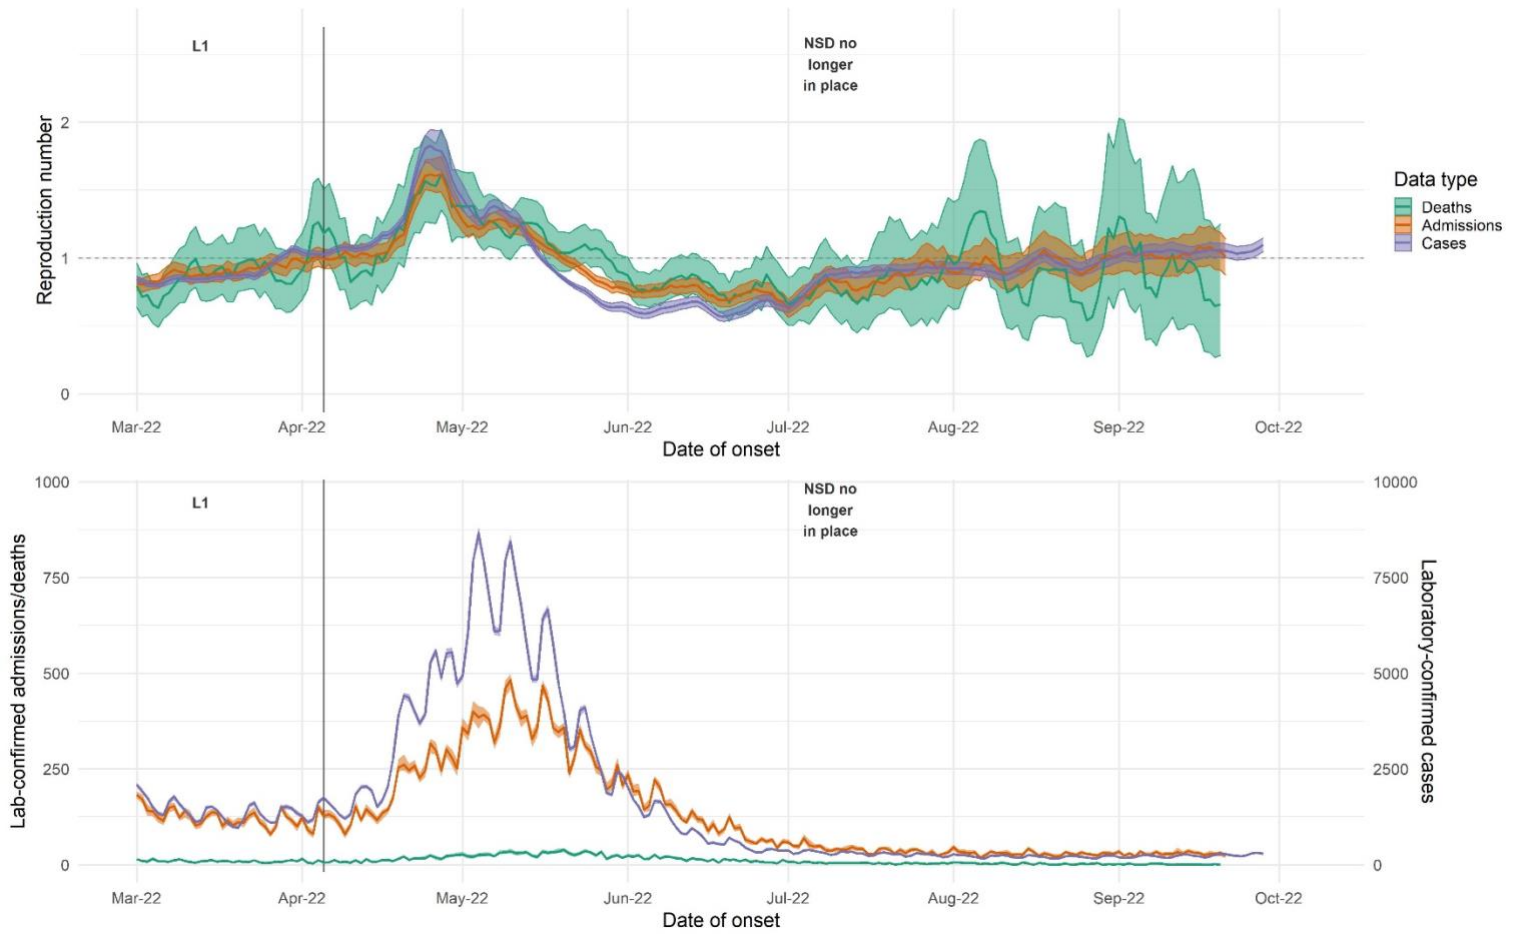 L1
NSD no
longer
in place
Reproduction number
2
1
0
Mar-22 Apr-22 May-22 Jun-22 Jul-22 Aug-22 Sep-22 Oct-22
Date of onset
Data type
Deaths
Admissions
Cases
L1
NSD no
longer
in place
Lab-confirmed admissions/deaths
1000
750
500
250
0
10000
7500
5000
2500
0
Laboratory-confirmed cases
Mar-22 Apr-22 May-22 Jun-22 Jul-22 Aug-22 Sep-22 Oct-22
Date of onset